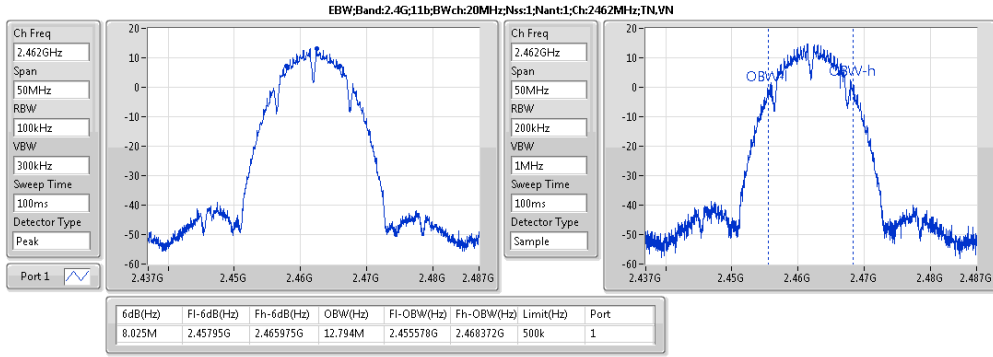 EBW;Band:2.4G;11b;BWch:20MHz;Nss:1;Nant:1;Ch:2462MHz;TN,VN
Ch Freq
2.462GHz
Span
50MHz
RBW
100kHz
VBW
300kHz
Sweep Time
100ms
Detector Type
Peak
Port 1
20
10
0
-10
-20
-30
-40
-50
-60
2.437G 2.45G 2.46G 2.47G 2.48G 2.487G
Ch Freq
2.462GHz
Span
50MHz
RBW
200kHz
VBW
1MHz
Sweep Time
100ms
Detector Type
Sample
20
10
0
-10
-20
-30
-40
-50
-60
OBW-l OBW-h
2.437G 2.45G 2.46G 2.47G 2.48G 2.487G
6dB(Hz) Fl-6dB(Hz) Fh-6dB(Hz) OBW(Hz) Fl-OBW(Hz) Fh-OBW(Hz) Limit(Hz) Port
8.025M 2.45795G 2.465975G 12.794M 2.455578G 2.468372G 500k 1